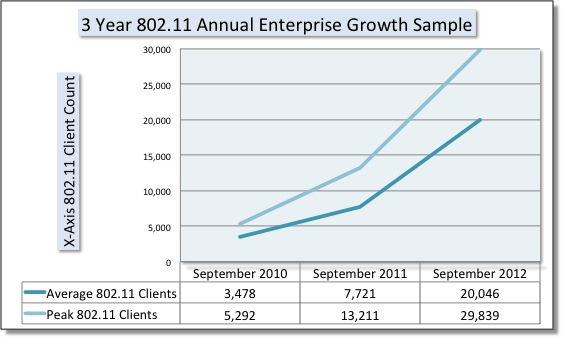 3 Year 802.11 Annual Enterprise Growth Sample
X-Axis 802.11 Client Count
30,000
25,000
20,000
15,000
10,000
5,000
0
September 2010 September 2011 September 2012
Average 802.11 Clients 3,478 7,721 20,046
Peak 802.11 Clients 5,292 13,211 29,839